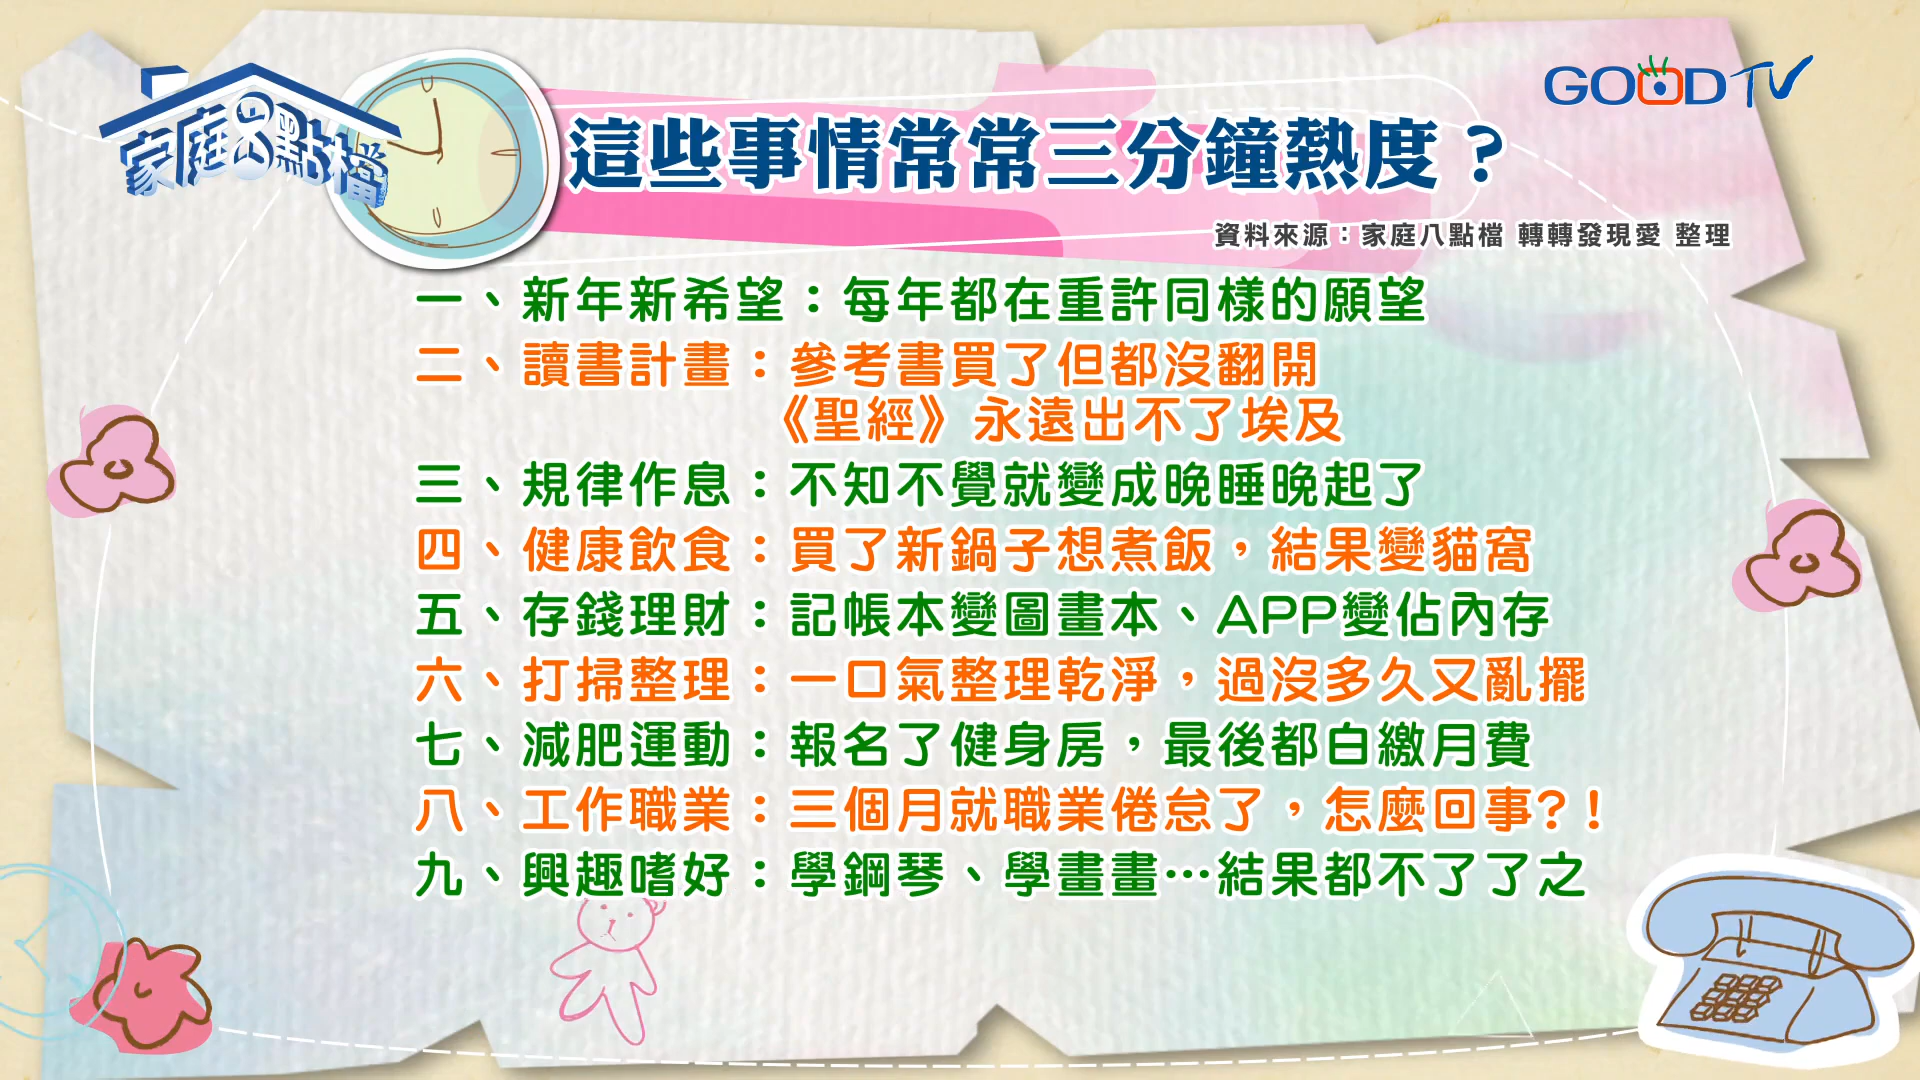 家庭8點檔
GOOD TV
這些事情常常三分鐘熱度？
資料來源：家庭八點檔 轉轉發現愛 整理
一、新年新希望：每年都在重許同樣的願望
二、讀書計畫：參考書買了但都沒翻開
《聖經》永遠出不了埃及
三、規律作息：不知不覺就變成晚睡晚起了
四、健康飲食：買了新鍋子想煮飯，結果變貓窩
五、存錢理財：記帳本變圖畫本、APP變佔內存
六、打掃整理：一口氣整理乾淨，過沒多久又亂擺
七、減肥運動：報名了健身房，最後都白繳月費
八、工作職業：三個月就職業倦怠了，怎麼回事?！
九、興趣嗜好：學鋼琴、學畫畫…結果都不了了之